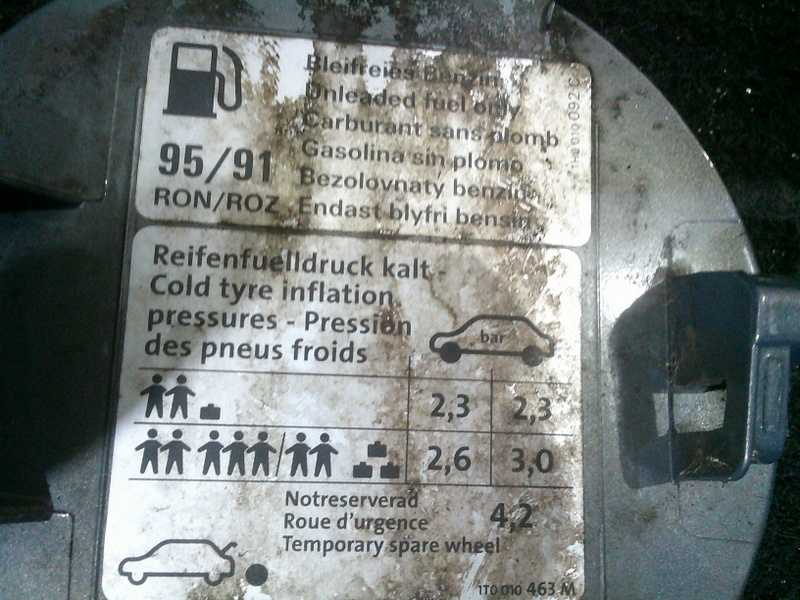 Bleifreies Benzin
Unleaded fuel only
Carburant sans plomb
Gasolina sin plomo
Bezolovnaty benzin
Endast blyfri bensin
95/91
RON/ROZ
Reifenfuelldruck kalt -
Cold tyre inflation
pressures - Pression
des pneus froids
bar
2,3 2,3
2,6 3,0
Notreserverad
Roue d'urgence
Temporary spare wheel
4,2
1T0 010 463 M